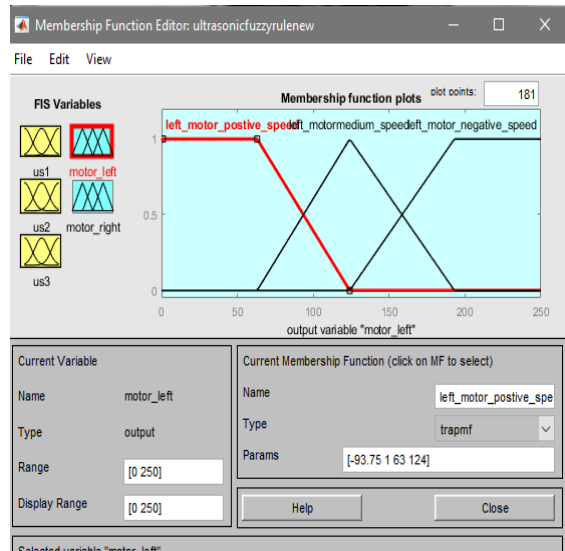 Membership Function Editor: ultrasonicfuzzyrulenew
File Edit View
FIS Variables
Membership function plots plot points: 181
us1 motor_left
us2 motor_right
us3
left_motor_postive_speed left_motormedium_speed left_motor_negative_speed
1
0.5
0
0 50 100 150 200 250
output variable "motor_left"
Current Variable
Name motor_left
Type output
Range [0 250]
Display Range [0 250]
Current Membership Function (click on MF to select)
Name left_motor_postive_spe
Type trapmf
Params [-93.75 1 63 124]
Help Close
Selected variable "motor_left"